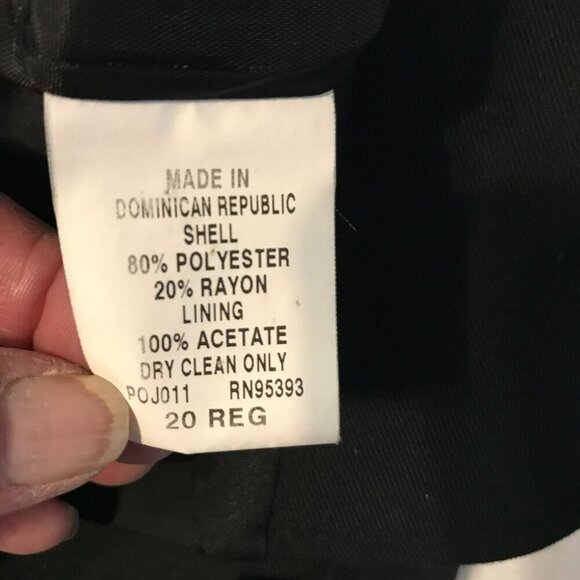 MADE IN
DOMINICAN REPUBLIC
SHELL
80% POLYESTER
20% RAYON
LINING
100% ACETATE
DRY CLEAN ONLY
POJ011 RN95393
20 REG